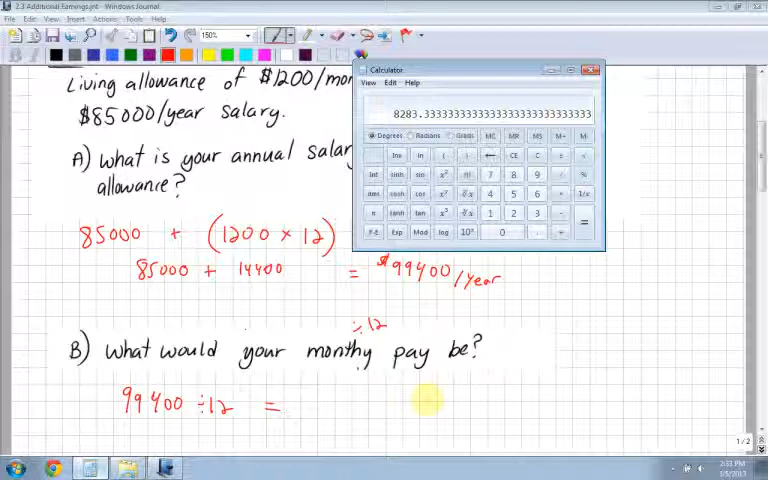 2.3 Additional Earnings.jnt - Windows Journal
File Edit View Insert Actions Tools Help
150%
Living allowance of $1200/mon
$85000/year salary.
A) What is your annual salary
allowance?
85000 + (1200 × 12)
85000 + 14400 = $99400/year
÷12
B) What would your monthy pay be?
99400 ÷12 =
Calculator
View Edit Help
8283.3333333333333333333333333333
Degrees Radians Grads MC MR MS M+ M-
Inv ln ( ) ← CE C ± √
Int sinh sin x² n! 7 8 9 / %
dms cosh cos xʸ ʸ√x 4 5 6 * 1/x
π tanh tan x³ ³√x 1 2 3 - =
F-E Exp Mod log 10ˣ 0 . +
1 / 2
2:33 PM